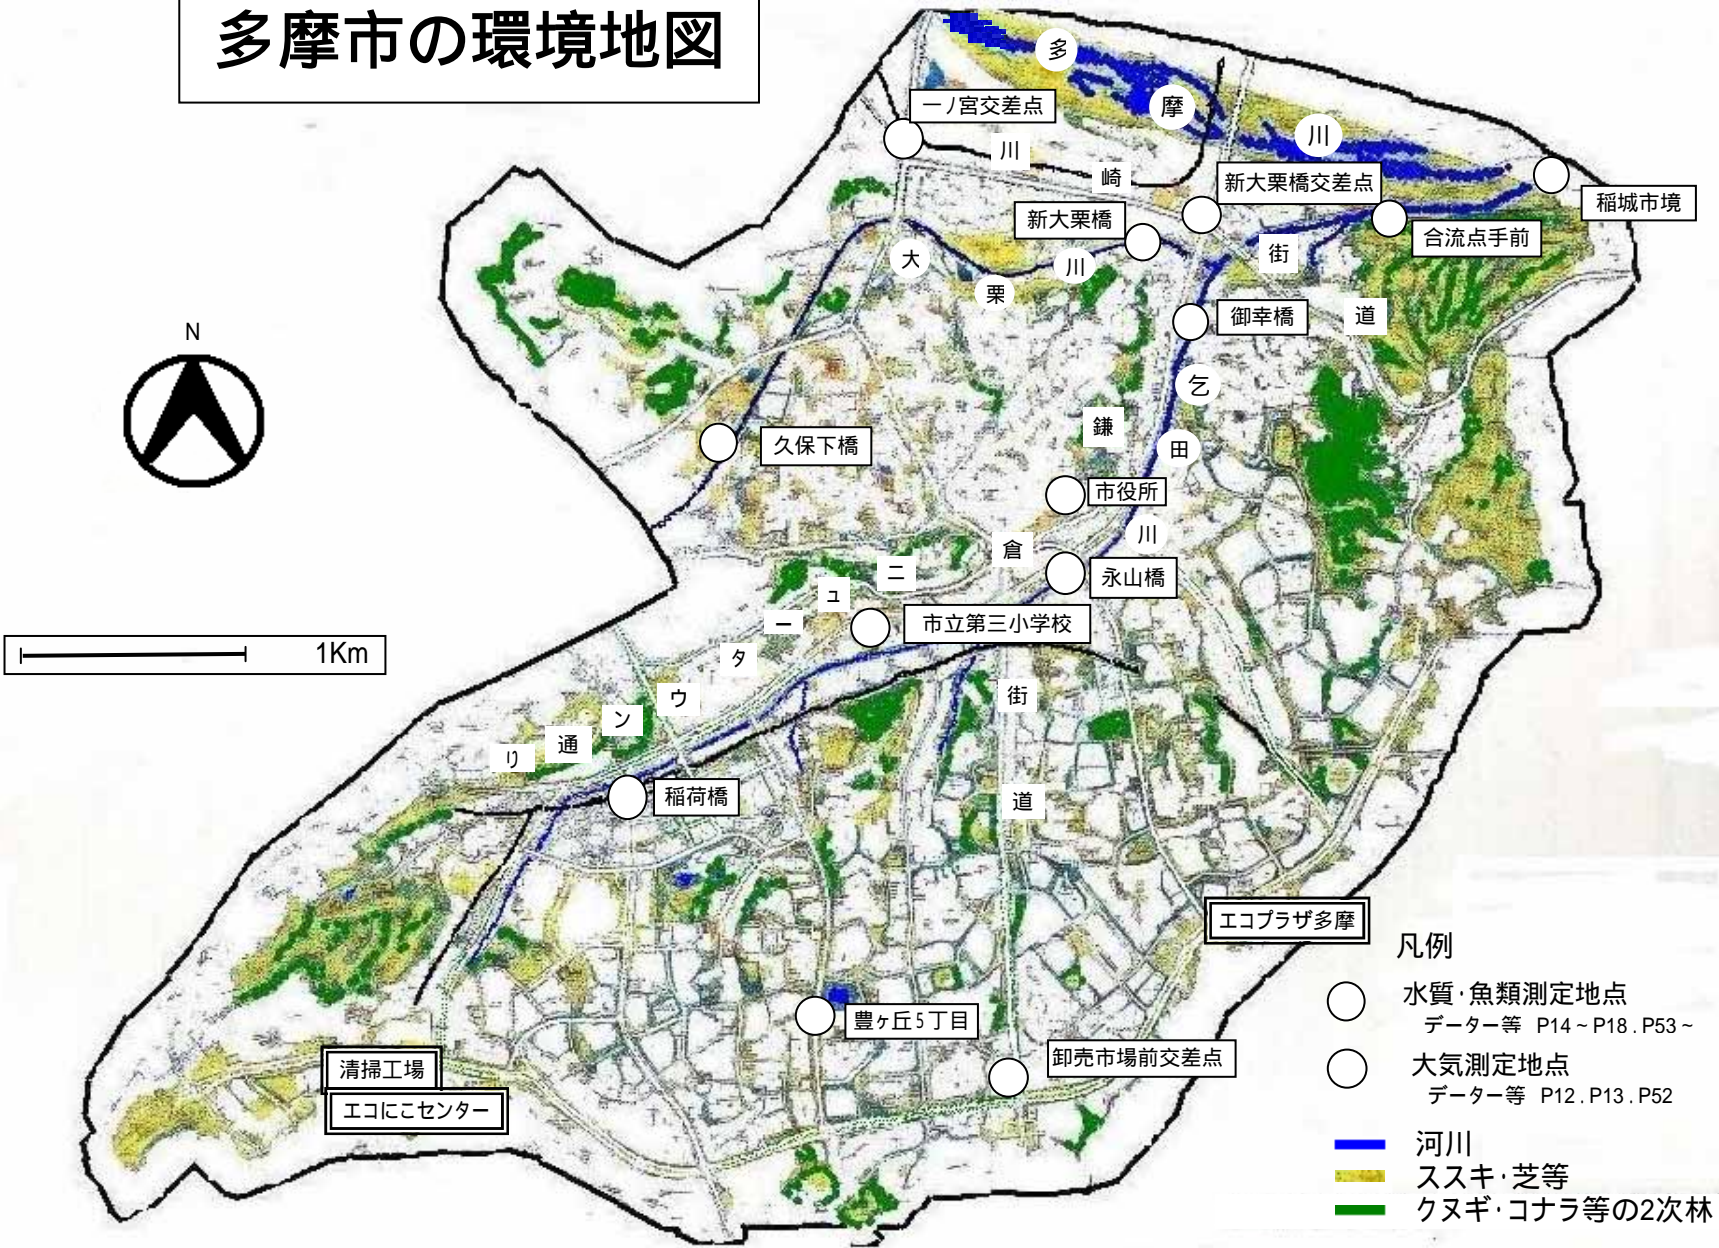 多摩市の環境地図
多
摩
川
一ノ宮交差点
川
崎
街
道
新大栗橋交差点
稲城市境
新大栗橋
合流点手前
大
栗
川
御幸橋
N
乞
田
川
鎌
倉
街
道
久保下橋
市役所
永山橋
市立第三小学校
ニ
ュ
ー
タ
ウ
ン
通
り
1Km
稲荷橋
エコプラザ多摩
豊ヶ丘5丁目
卸売市場前交差点
清掃工場
エコにこセンター
凡例
水質・魚類測定地点
データー等 P14～P18．P53～
大気測定地点
データー等 P12．P13．P52
河川
ススキ・芝等
クヌギ・コナラ等の2次林